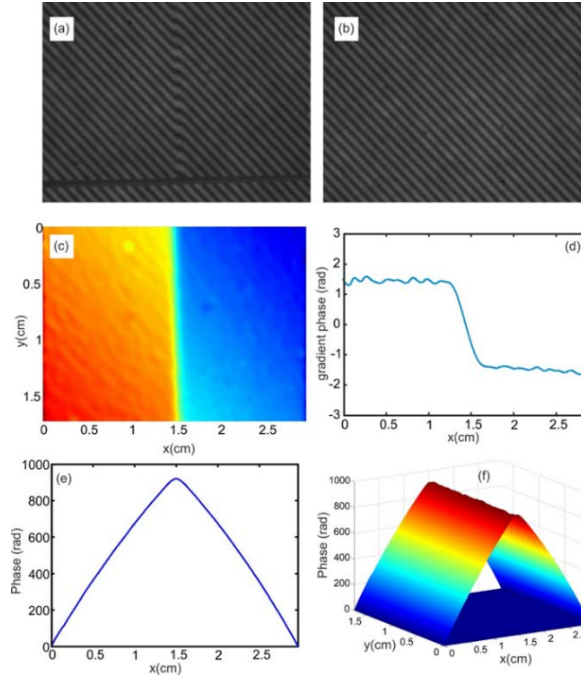 (a)
(b)
(c)
0
0.5
1
1.5
y(cm)
0 0.5 1 1.5 2 2.5
x(cm)
(d)
3
2
1
0
-1
-2
-3
gradient phase (rad)
0 0.5 1 1.5 2 2.5
x(cm)
(e)
1000
800
600
400
200
0
Phase (rad)
0 0.5 1 1.5 2 2.5
x(cm)
(f)
1000
800
600
400
200
0
Phase (rad)
1.5 1 0.5 0
y(cm)
0 0.5 1 1.5 2
x(cm)